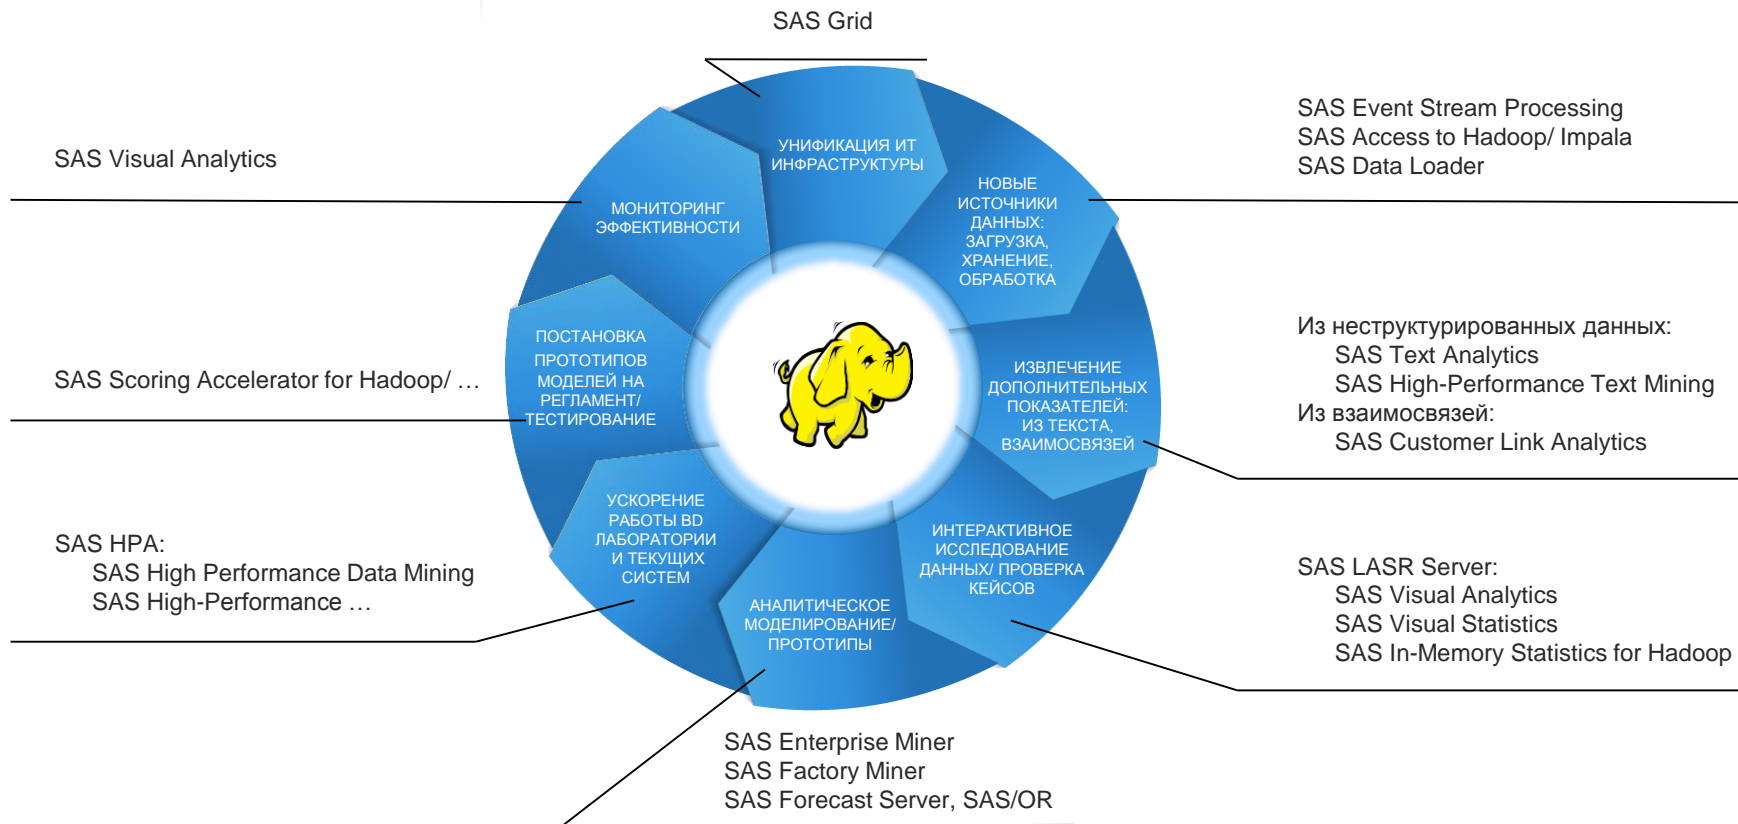 SAS Grid
УНИФИКАЦИЯ ИТ
ИНФРАСТРУКТУРЫ
SAS Event Stream Processing
SAS Access to Hadoop/ Impala
SAS Data Loader
НОВЫЕ
ИСТОЧНИКИ
ДАННЫХ:
ЗАГРУЗКА,
ХРАНЕНИЕ,
ОБРАБОТКА
Из неструктурированных данных:
SAS Text Analytics
SAS High-Performance Text Mining
Из взаимосвязей:
SAS Customer Link Analytics
ИЗВЛЕЧЕНИЕ
ДОПОЛНИТЕЛЬНЫХ
ПОКАЗАТЕЛЕЙ:
ИЗ ТЕКСТА,
ВЗАИМОСВЯЗЕЙ
SAS LASR Server:
SAS Visual Analytics
SAS Visual Statistics
SAS In-Memory Statistics for Hadoop
ИНТЕРАКТИВНОЕ
ИССЛЕДОВАНИЕ
ДАННЫХ/ ПРОВЕРКА
КЕЙСОВ
АНАЛИТИЧЕСКОЕ
МОДЕЛИРОВАНИЕ/
ПРОТОТИПЫ
SAS Enterprise Miner
SAS Factory Miner
SAS Forecast Server, SAS/OR
УСКОРЕНИЕ
РАБОТЫ BD
ЛАБОРАТОРИИ
И ТЕКУЩИХ
СИСТЕМ
SAS HPA:
SAS High Performance Data Mining
SAS High-Performance …
ПОСТАНОВКА
ПРОТОТИПОВ
МОДЕЛЕЙ НА
РЕГЛАМЕНТ/
ТЕСТИРОВАНИЕ
SAS Scoring Accelerator for Hadoop/ …
МОНИТОРИНГ
ЭФФЕКТИВНОСТИ
SAS Visual Analytics